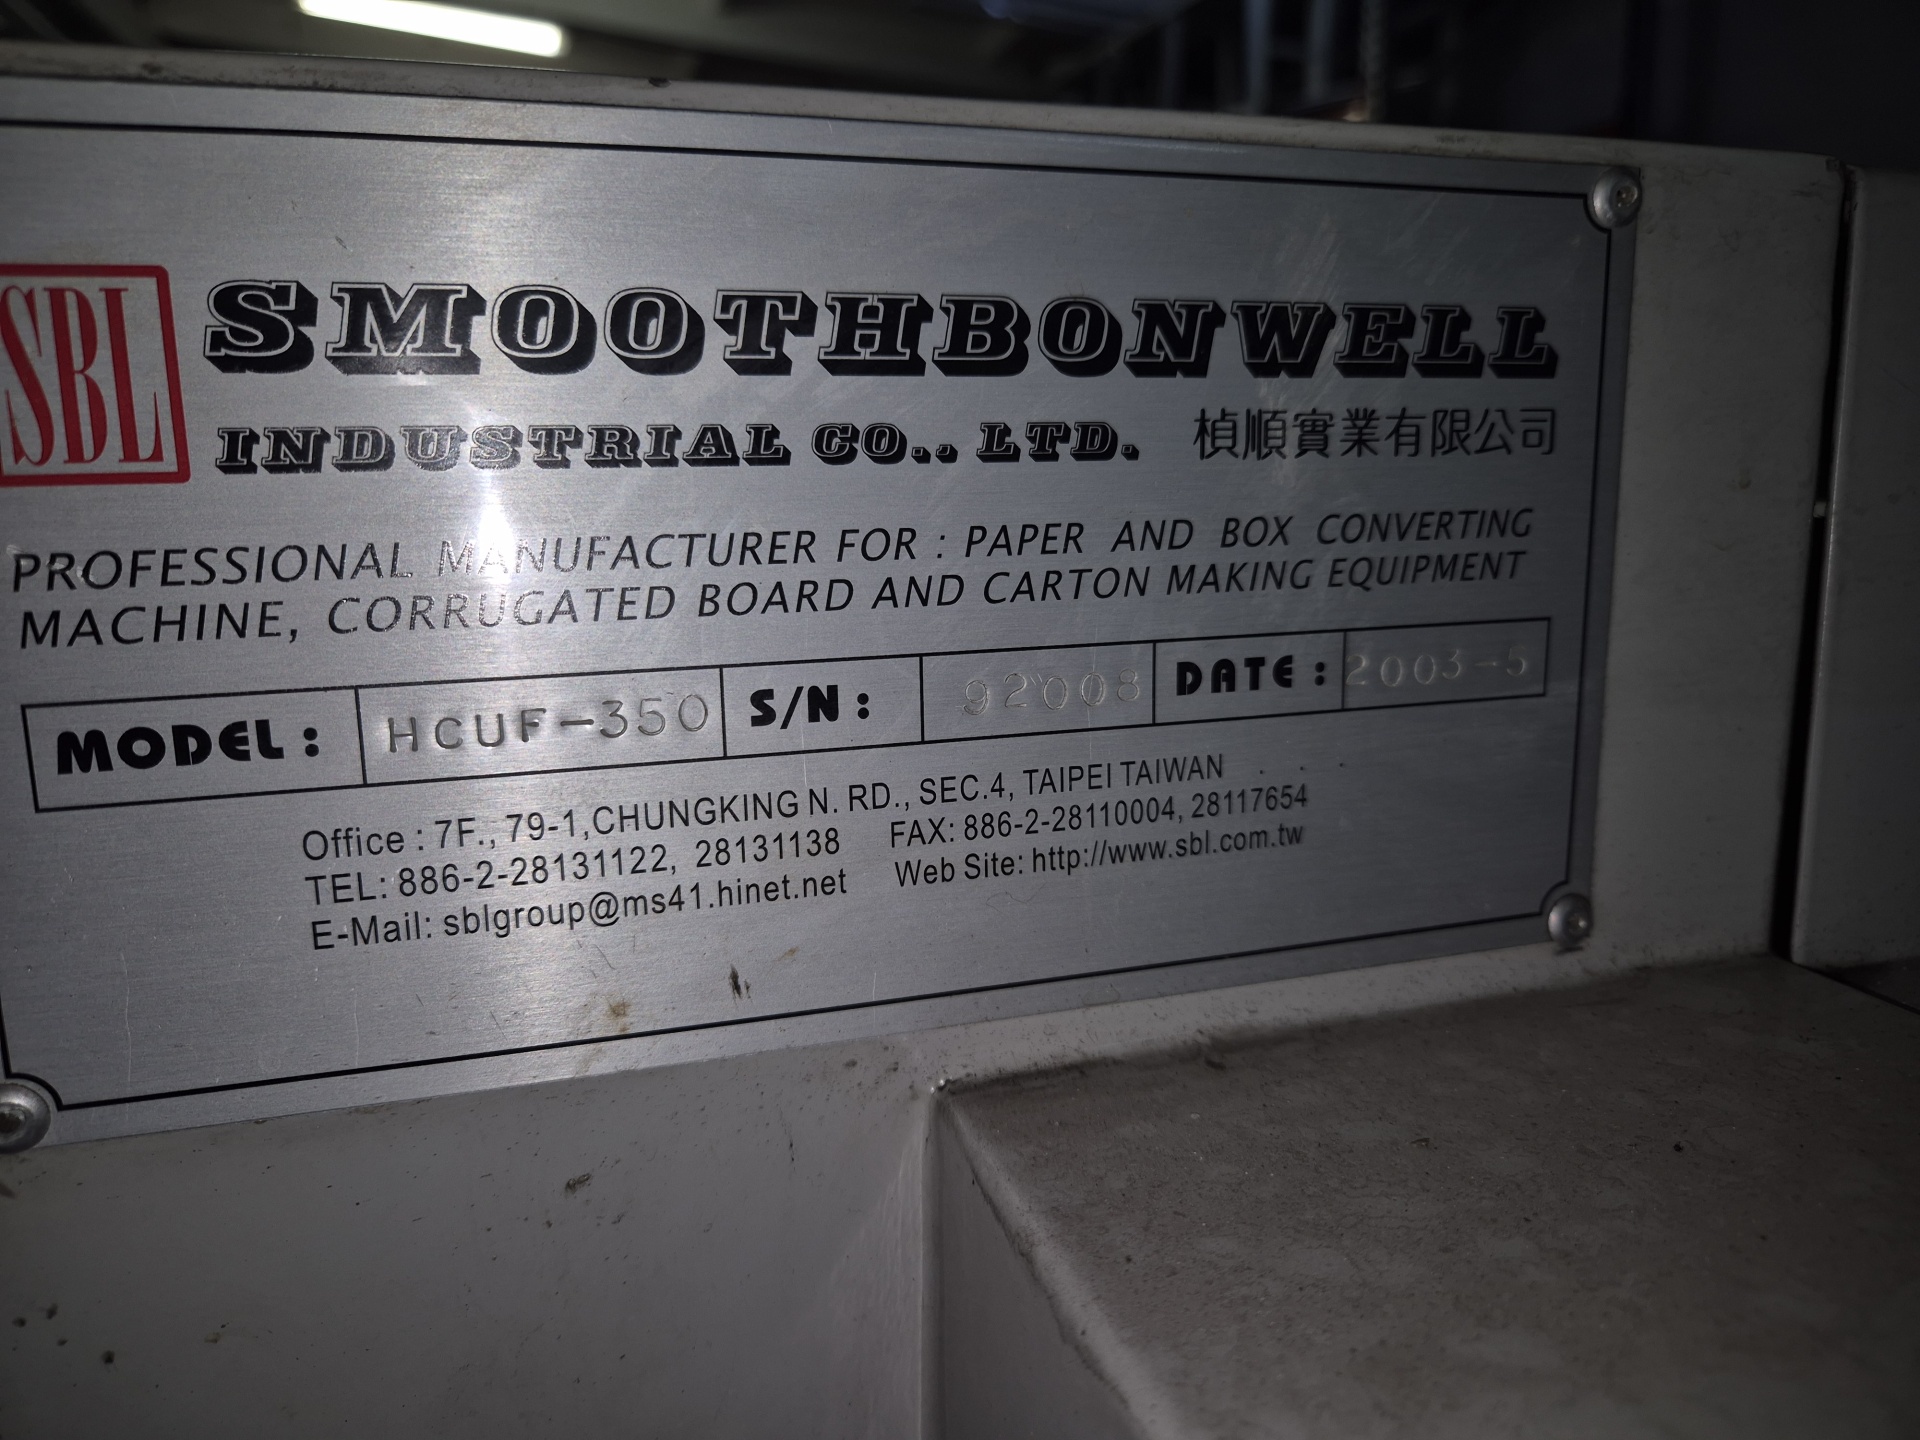 SBL
SMOOTHBONWELL
INDUSTRIAL CO., LTD. 楨順實業有限公司
PROFESSIONAL MANUFACTURER FOR : PAPER AND BOX CONVERTING
MACHINE, CORRUGATED BOARD AND CARTON MAKING EQUIPMENT
MODEL : HCUF-350 S/N : 92008 DATE : 2003-5
Office : 7F., 79-1,CHUNGKING N. RD., SEC.4, TAIPEI TAIWAN
TEL: 886-2-28131122, 28131138 FAX: 886-2-28110004, 28117654
E-Mail: sblgroup@ms41.hinet.net Web Site: http://www.sbl.com.tw